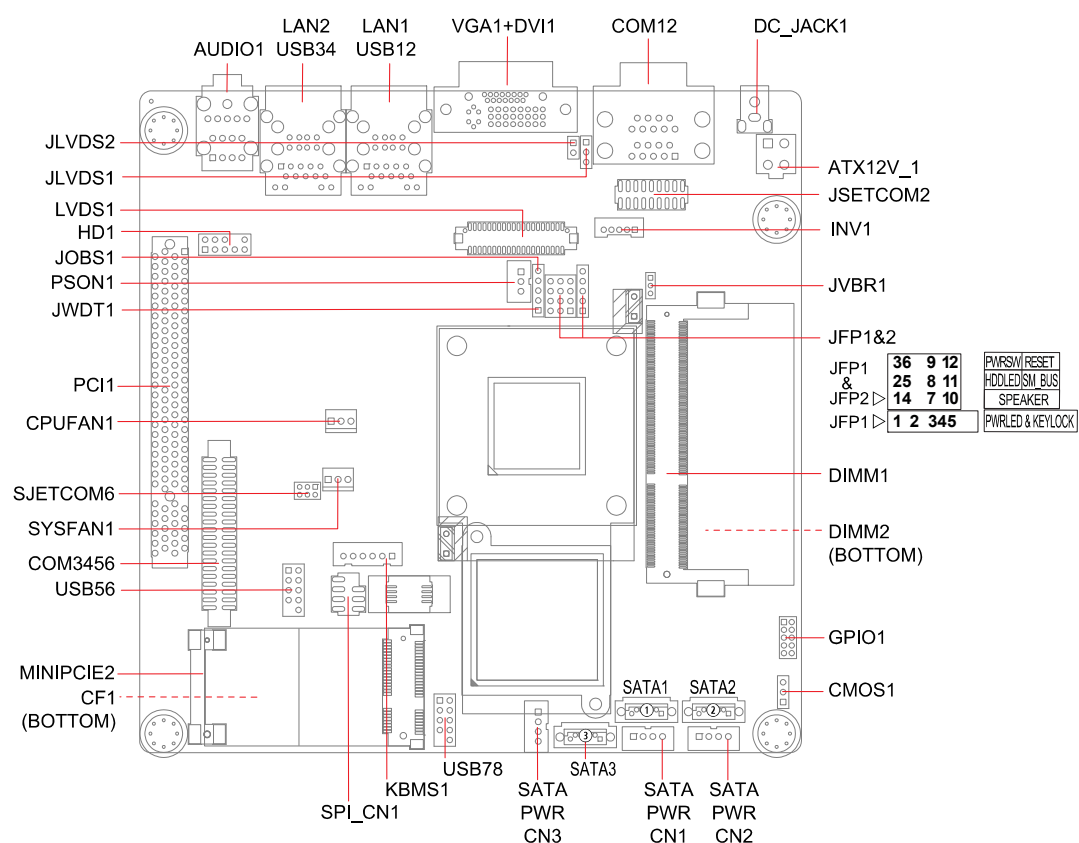 LAN2
LAN1
VGA1+DVI1
COM12
DC_JACK1
AUDIO1
USB34
USB12
JLVDS2
JLVDS1
LVDS1
HD1
JOBS1
PSON1
JWDT1
PCI1
CPUFAN1
SJETCOM6
SYSFAN1
COM3456
USB56
MINIPCIE2
CF1
(BOTTOM)
ATX12V_1
JSETCOM2
INV1
JVBR1
JFP1&2
JFP1
&
JFP2 ▷
JFP1 ▷
36 9 12
25 8 11
14 7 10
1 2 345
PWRSW RESET
HDDLED SM_BUS
SPEAKER
PWRLED & KEYLOCK
DIMM1
DIMM2
(BOTTOM)
GPIO1
CMOS1
SATA1
SATA2
1
2
3
SATA3
USB78
KBMS1
SPI_CN1
SATA
PWR
CN3
SATA
PWR
CN1
SATA
PWR
CN2